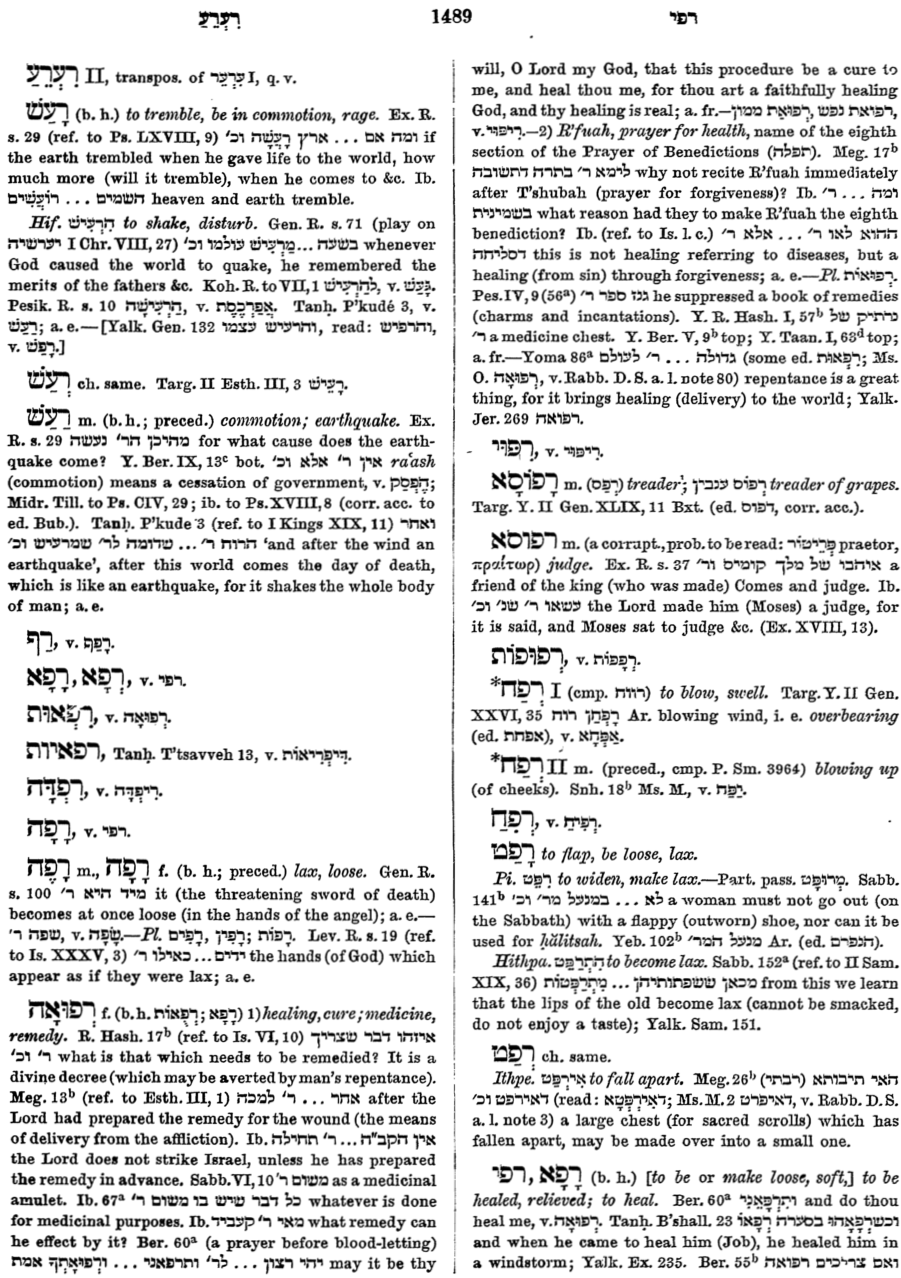 רִעְרֵעַ 1489 רפי
רִעְרֵעַ II, transpos. of עִרְעֵר I, q. v.
רָעַשׁ (b. h.) to tremble, be in commotion, rage. Ex. R.
s. 29 (ref. to Ps. LXVIII, 9) ומה אם ... ארץ רָעֲשָׁה וכ' if
the earth trembled when he gave life to the world, how
much more (will it tremble), when he comes to &c. Ib.
השמים ... רוֹעֲשִׁים heaven and earth tremble.
Hif. הִרְעִישׁ to shake, disturb. Gen. R. s. 71 (play on
יערשיה I Chr. VIII, 27) בשעה...מַרְעִישׁ עולמו וכ' whenever
God caused the world to quake, he remembered the
merits of the fathers &c. Koh. R. to VII, 1 לְהַרְעִישׁ, v. גָּעַשׁ.
Pesik. R. s. 10 הִרְעִישָׁה, v. אֲפַרְכֶסֶת. Tanḥ. P'kudé 3, v.
רַעַשׁ; a. e.—[Yalk. Gen. 132 והרעיש עצמו, read: והרפיש,
v. רָפַשׁ.]
רְעַשׁ ch. same. Targ. II Esth. III, 3 רָעֵישׁ.
רַעַשׁ m. (b. h.; preced.) commotion; earthquake. Ex.
R. s. 29 מהיכן הר' נעשה for what cause does the earth-
quake come? Y. Ber. IX, 13c bot. אין ר' אלא וכ' ra'ash
(commotion) means a cessation of government, v. הֶפְסֵק;
Midr. Till. to Ps. CIV, 29; ib. to Ps. XVIII, 8 (corr. acc. to
ed. Bub.). Tanḥ. P'kude 3 (ref. to I Kings XIX, 11) ואחר
הרוח ר' ... שדומה לר' שמרעיש וכ' 'and after the wind an
earthquake', after this world comes the day of death,
which is like an earthquake, for it shakes the whole body
of man; a. e.
רַף, v. רָפַף.
רָפָא, רְפָא, v. רפי.
רִפְאוּת, v. רְפוּאָה.
רפאיות, Tanḥ. T'tsavveh 13, v. דִּיפְרִיאוֹת.
רִפְדָּה, v. רִיפְדָּה.
רָפָה, v. רפי.
רָפֶה m., רָפָה f. (b. h.; preced.) lax, loose. Gen. R.
s. 100 מיד היא ר' it (the threatening sword of death)
becomes at once loose (in the hands of the angel); a. e.—
שפה ר', v. שָׂפָה.—Pl. רָפִים, רָפִין; רָפוֹת. Lev. R. s. 19 (ref.
to Is. XXXV, 3) ידים...כאילו ר' the hands (of God) which
appear as if they were lax; a. e.
רְפוּאָה f. (b. h. רְפֻאוֹת; רָפָא) 1) healing, cure; medicine,
remedy. R. Hash. 17b (ref. to Is. VI, 10) איזהו דבר שצריך
ר' וכ' what is that which needs to be remedied? It is a
divine decree (which may be averted by man's repentance).
Meg. 13b (ref. to Esth. III, 1) אחר ... ר' למכה after the
Lord had prepared the remedy for the wound (the means
of delivery from the affliction). Ib. אין הקב"ה... ר' תחילה
the Lord does not strike Israel, unless he has prepared
the remedy in advance. Sabb. VI, 10 משום ר' as a medicinal
amulet. Ib. 67a כל דבר שיש בו משום ר' whatever is done
for medicinal purposes. Ib. מאי ר' קעביד what remedy can
he effect by it? Ber. 60a (a prayer before blood-letting)
יהי רצון ... לר' ותרפאני ... וּרְפוּאָתְךָ אמת may it be thy
will, O Lord my God, that this procedure be a cure to
me, and heal thou me, for thou art a faithfully healing
God, and thy healing is real; a. fr.—רפואת נפש, רְפוּאַת ממון,
v. רִיפּוּי.—2) R'fuah, prayer for health, name of the eighth
section of the Prayer of Benedictions (תפלה). Meg. 17b
לימא ר' בתרה דתשובה why not recite R'fuah immediately
after T'shubah (prayer for forgiveness)? Ib. ומה ... ר'
בשמינית what reason had they to make R'fuah the eighth
benediction? Ib. (ref. to Is. l. c.) ההוא לאו ר' ... אלא ר'
דסליחה this is not healing referring to diseases, but a
healing (from sin) through forgiveness; a. e.—Pl. רְפוּאוֹת.
Pes. IV, 9 (56a) גנז ספר ר' he suppressed a book of remedies
(charms and incantations). Y. R. Hash. I, 57b נרתיק של
ר' a medicine chest. Y. Ber. V, 9b top; Y. Taan. I, 63d top;
a. fr.—Yoma 86a גדולה ... ר' לעולם (some ed. רְפָאוּת; Ms.
O. רְפוּאָה, v. Rabb. D. S. a. l. note 80) repentance is a great
thing, for it brings healing (delivery) to the world; Yalk.
Jer. 269 רפואה.
רִפּוּי, v. רִיפּוּי.
רָפוֹסָא m. (רְפַס) treader; רָפוֹס ענבין treader of grapes.
Targ. Y. II Gen. XLIX, 11 Bxt. (ed. דפוס, corr. acc.).
רפוסא m. (a corrupt., prob. to be read: פְּרֵיטוֹר praetor,
πραίτωρ) judge. Ex. R. s. 37 איהבו של מלך קומיס ור' a
friend of the king (who was made) Comes and judge. Ib.
עשאו ר' שנ' וכ' the Lord made him (Moses) a judge, for
it is said, and Moses sat to judge &c. (Ex. XVIII, 13).
רְפוּפוֹת, v. רְפָפוֹת.
*רְפַח I (cmp. רווח) to blow, swell. Targ. Y. II Gen.
XXVI, 35 רָפְחָן רוח Ar. blowing wind, i. e. overbearing
(ed. אפחת), v. אַפְּחָא.
*רְפַח II m. (preced., cmp. P. Sm. 3964) blowing up
(of cheeks). Snh. 18b Ms. M., v. יַפַּח.
רְפִחַ, v. רְפִיחַ.
רָפַט to flap, be loose, lax.
Pi. רִפֵּט to widen, make lax.—Part. pass. מְרוּפָּט. Sabb.
141b לא ... במנעל מר' וכ' a woman must not go out (on
the Sabbath) with a flappy (outworn) shoe, nor can it be
used for ḥălitsah. Yeb. 102b מנעל המר' Ar. (ed. הנפרם).
Hithpa. הִתְרַפֵּט to become lax. Sabb. 152a (ref. to II Sam.
XIX, 36) מכאן ששפתותיהן ... מִתְרַפְּטוֹת from this we learn
that the lips of the old become lax (cannot be smacked,
do not enjoy a taste); Yalk. Sam. 151.
רְפַט ch. same.
Ithpe. אִירְפַּט to fall apart. Meg. 26b האי תיבותא (רבתי)
דאירפט וכ' (read: דְאִירְפְּטָא; Ms. M. 2 דאיפרט, v. Rabb. D. S.
a. l. note 3) a large chest (for sacred scrolls) which has
fallen apart, may be made over into a small one.
רָפָא, רפי (b. h.) [to be or make loose, soft,] to be
healed, relieved; to heal. Ber. 60a וּתְרַפְּאֵנִי and do thou
heal me, v. רְפוּאָה. Tanḥ. B'shall. 23 וכשרְפָאָהוּ בסערה רְפָאוֹ
and when he came to heal him (Job), he healed him in
a windstorm; Yalk. Ex. 235. Ber. 55b ואם צריכים רפואה